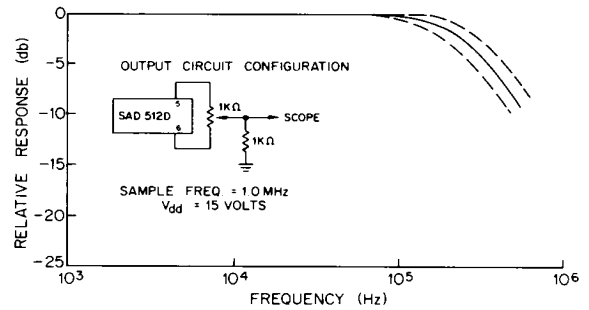 RELATIVE RESPONSE (db)
0
-5
-10
-15
-20
-25
OUTPUT CIRCUIT CONFIGURATION
SAD 512D
5
6
1KΩ
1KΩ
SCOPE
SAMPLE FREQ. = 1.0 MHz
Vdd = 15 VOLTS
10³ 10⁴ 10⁵ 10⁶
FREQUENCY (Hz)